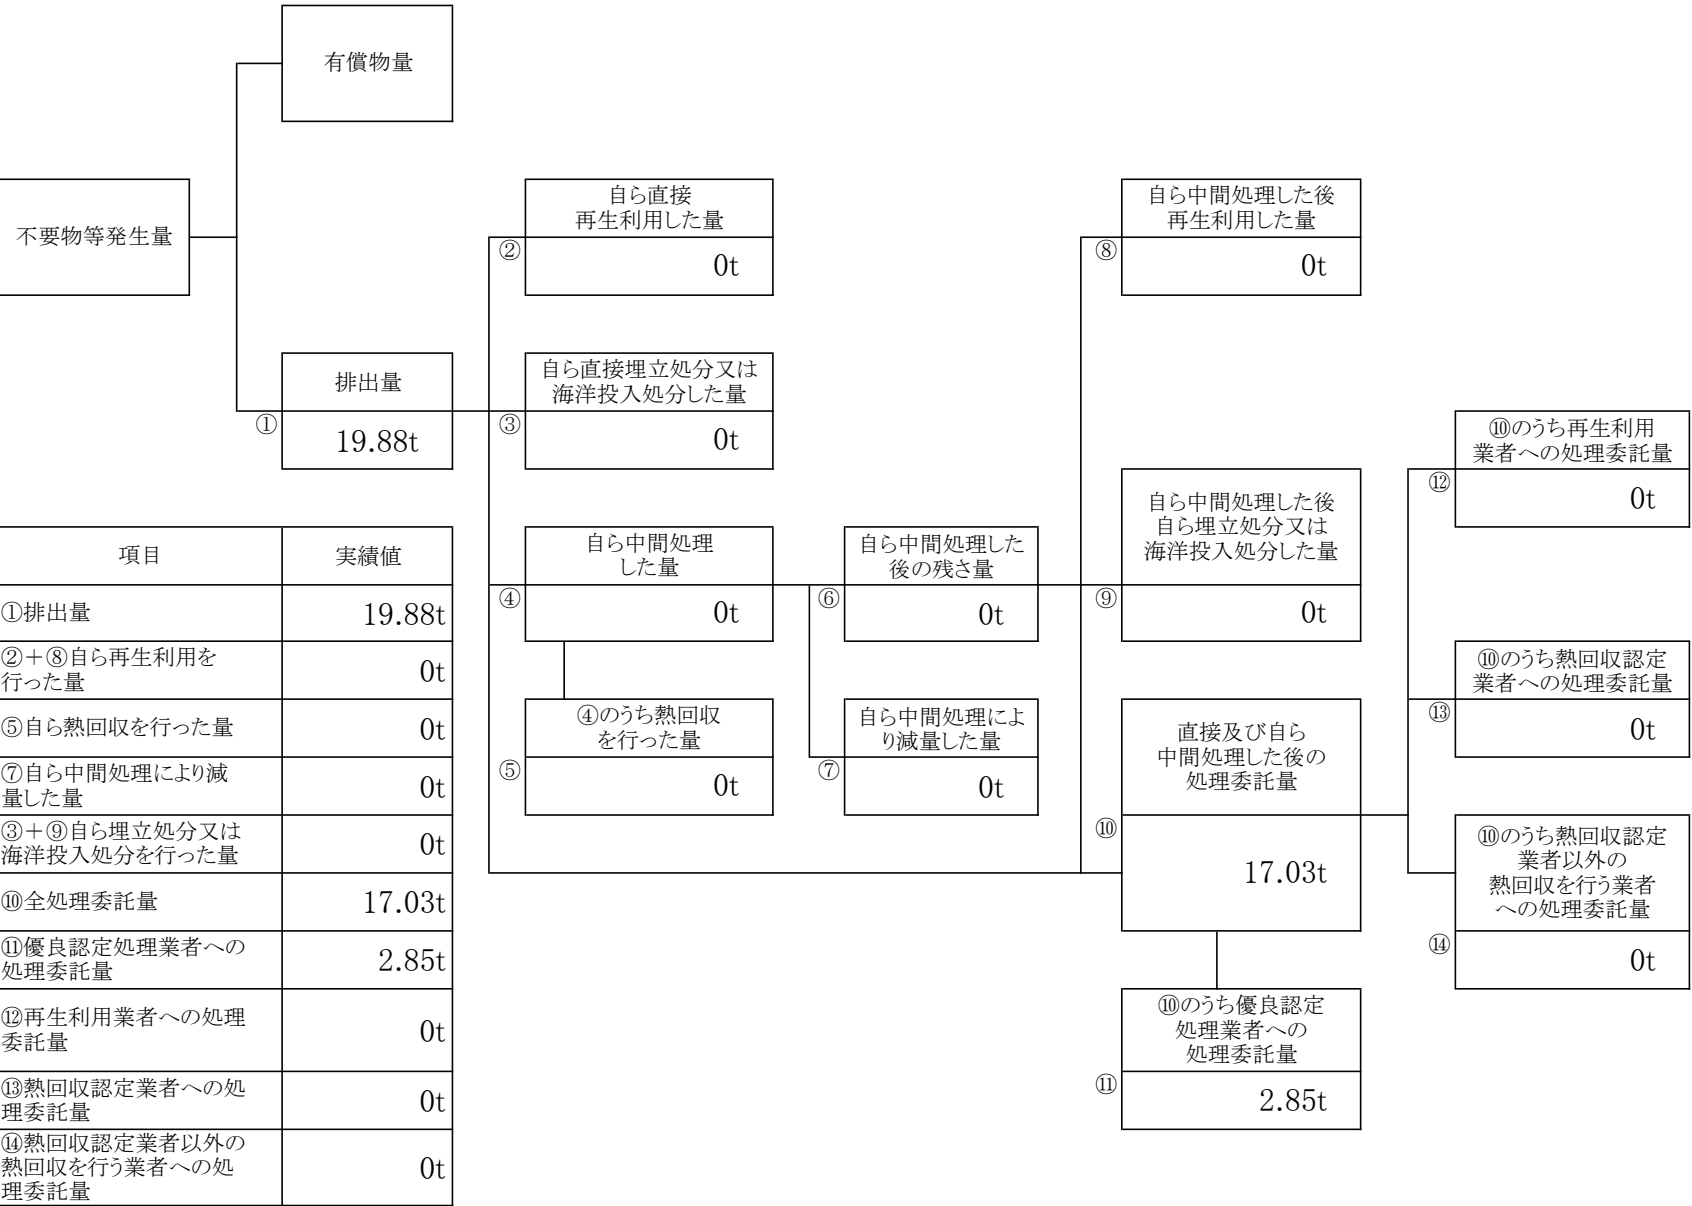 有償物量
不要物等発生量
自ら直接
再生利用した量
②
0t
自ら中間処理した後
再生利用した量
⑧
0t
排出量
①
19.88t
自ら直接埋立処分又は
海洋投入処分した量
③
0t
⑩のうち再生利用
業者への処理委託量
⑫
0t
自ら中間処理
した量
④
0t
自ら中間処理した
後の残さ量
⑥
0t
自ら中間処理した後
自ら埋立処分又は
海洋投入処分した量
⑨
0t
⑩のうち熱回収認定
業者への処理委託量
⑬
0t
④のうち熱回収
を行った量
⑤
0t
自ら中間処理によ
り減量した量
⑦
0t
直接及び自ら
中間処理した後の
処理委託量
⑩
17.03t
⑩のうち熱回収認定
業者以外の
熱回収を行う業者
への処理委託量
⑭
0t
⑩のうち優良認定
処理業者への
処理委託量
⑪
2.85t
項目 実績値
①排出量 19.88t
②＋⑧自ら再生利用を
行った量 0t
⑤自ら熱回収を行った量 0t
⑦自ら中間処理により減
量した量 0t
③＋⑨自ら埋立処分又は
海洋投入処分を行った量 0t
⑩全処理委託量 17.03t
⑪優良認定処理業者への
処理委託量 2.85t
⑫再生利用業者への処理
委託量 0t
⑬熱回収認定業者への処
理委託量 0t
⑭熱回収認定業者以外の
熱回収を行う業者への処
理委託量 0t